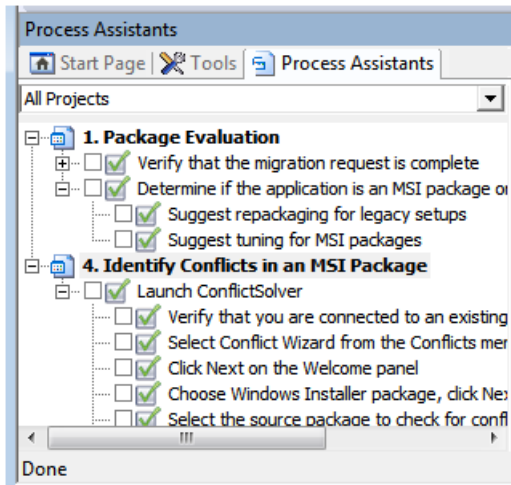 Process Assistants
Start Page Tools Process Assistants
All Projects
1. Package Evaluation
Verify that the migration request is complete
Determine if the application is an MSI package or
Suggest repackaging for legacy setups
Suggest tuning for MSI packages
4. Identify Conflicts in an MSI Package
Launch ConflictSolver
Verify that you are connected to an existing
Select Conflict Wizard from the Conflicts mer
Click Next on the Welcome panel
Choose Windows Installer package, click Nex
Select the source package to check for confl
Done